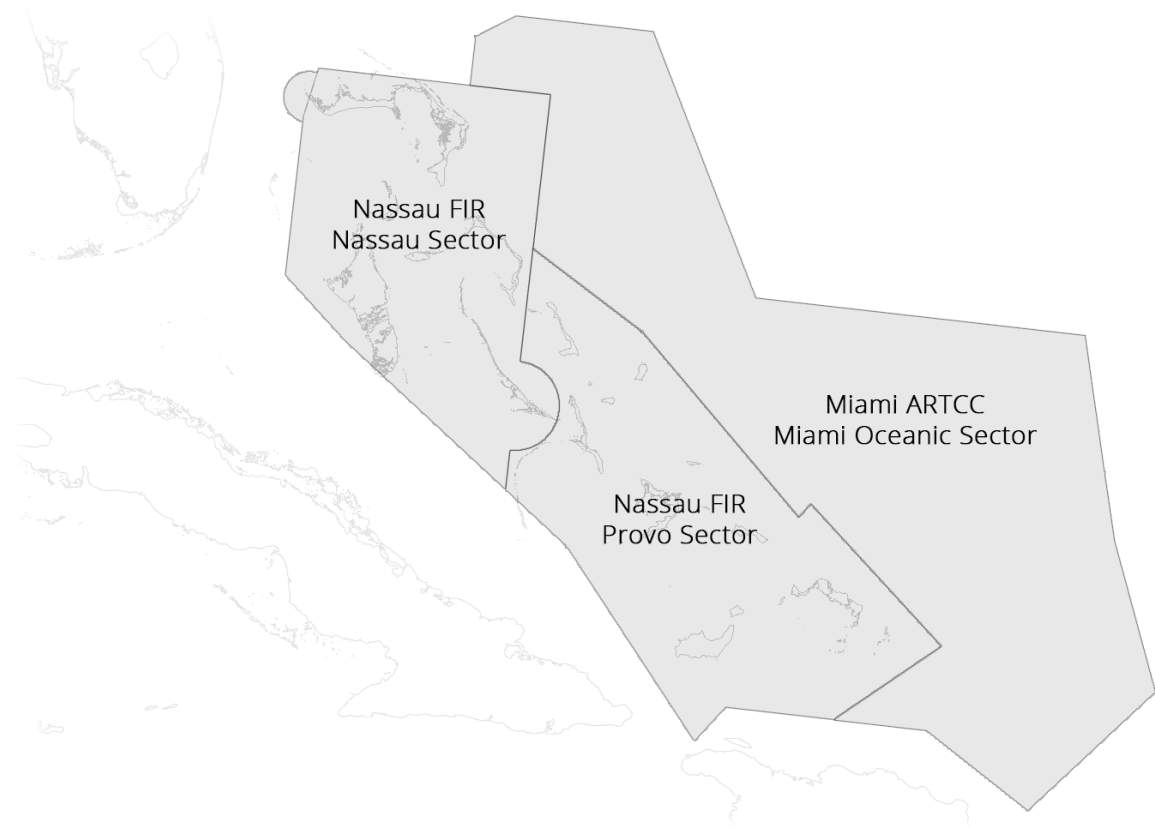 Nassau FIR
Nassau Sector
Miami ARTCC
Miami Oceanic Sector
Nassau FIR
Provo Sector